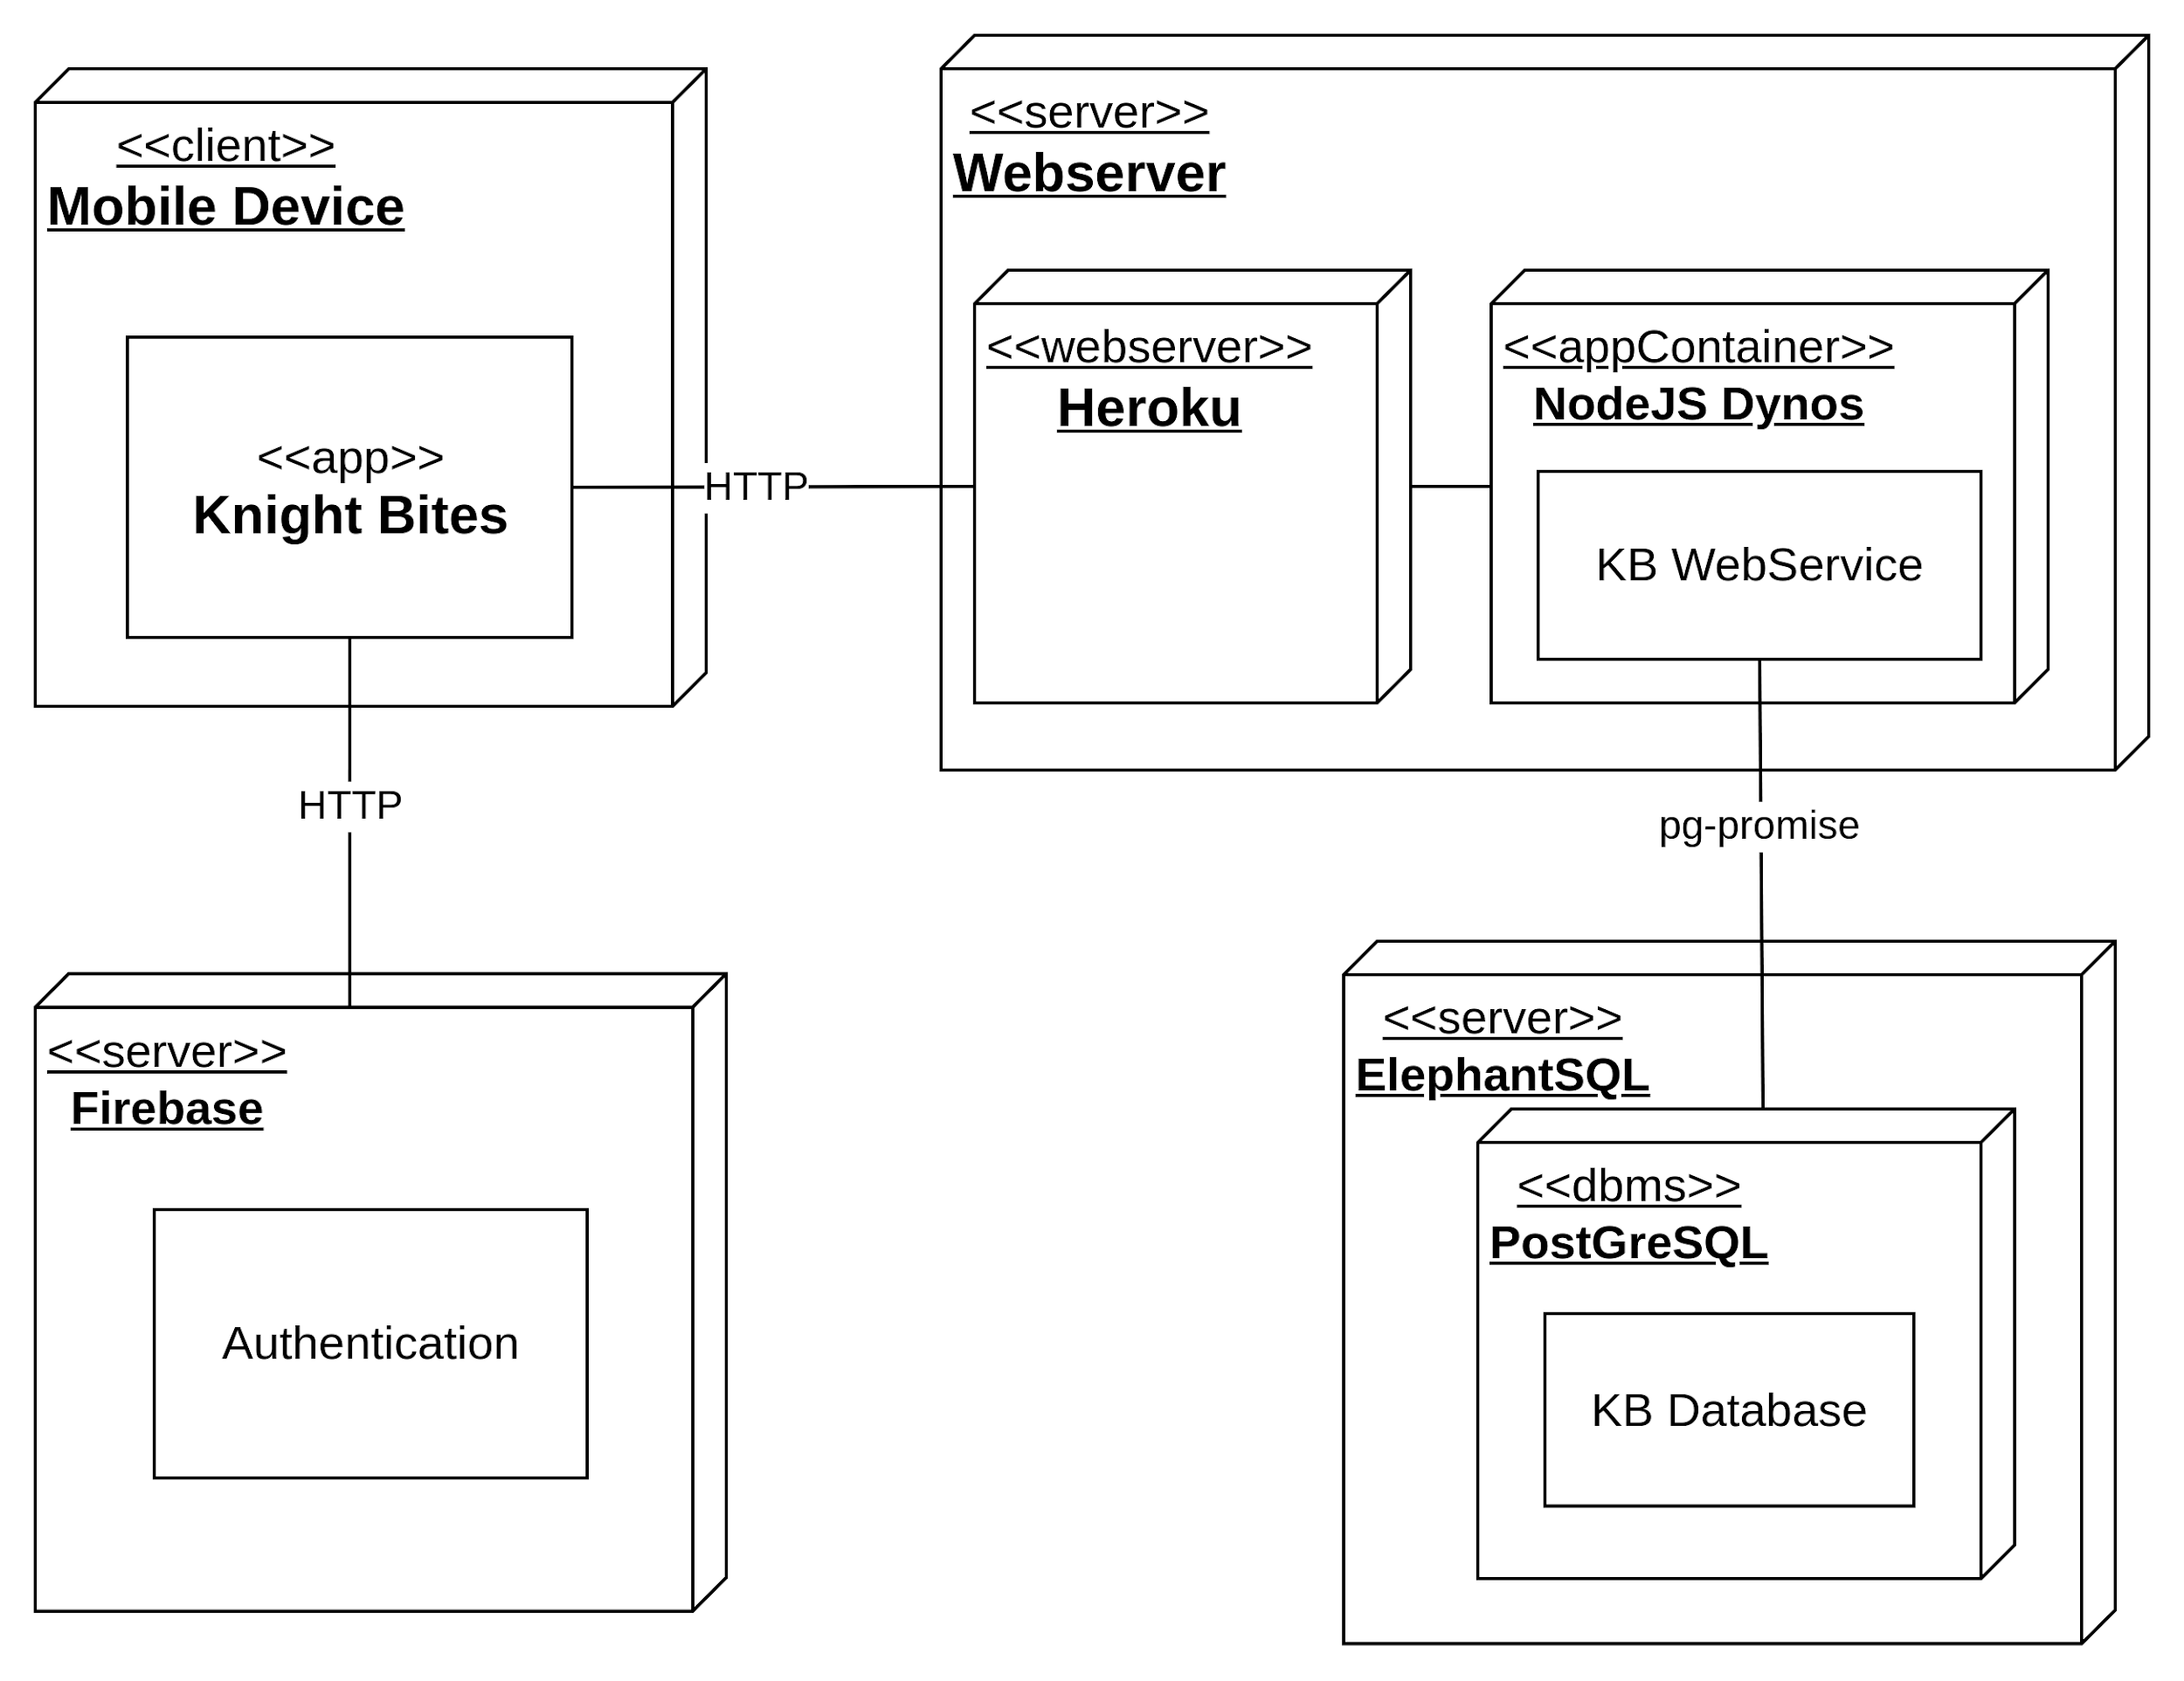 <<client>>
Mobile Device
<<app>>
Knight Bites
HTTP
<<server>>
Webserver
<<webserver>>
Heroku
<<appContainer>>
NodeJS Dynos
KB WebService
HTTP
pg-promise
<<server>>
Firebase
Authentication
<<server>>
ElephantSQL
<<dbms>>
PostGreSQL
KB Database